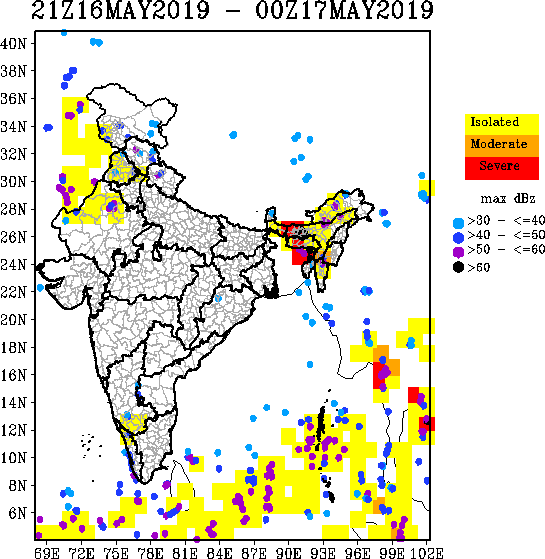 21Z16MAY2019 – 00Z17MAY2019
40N
38N
36N
34N
32N
30N
28N
26N
24N
22N
20N
18N
16N
14N
12N
10N
8N
6N
69E 72E 75E 78E 81E 84E 87E 90E 93E 96E 99E 102E
Isolated
Moderate
Severe
max dBz
>30 - <=40
>40 - <=50
>50 - <=60
>60